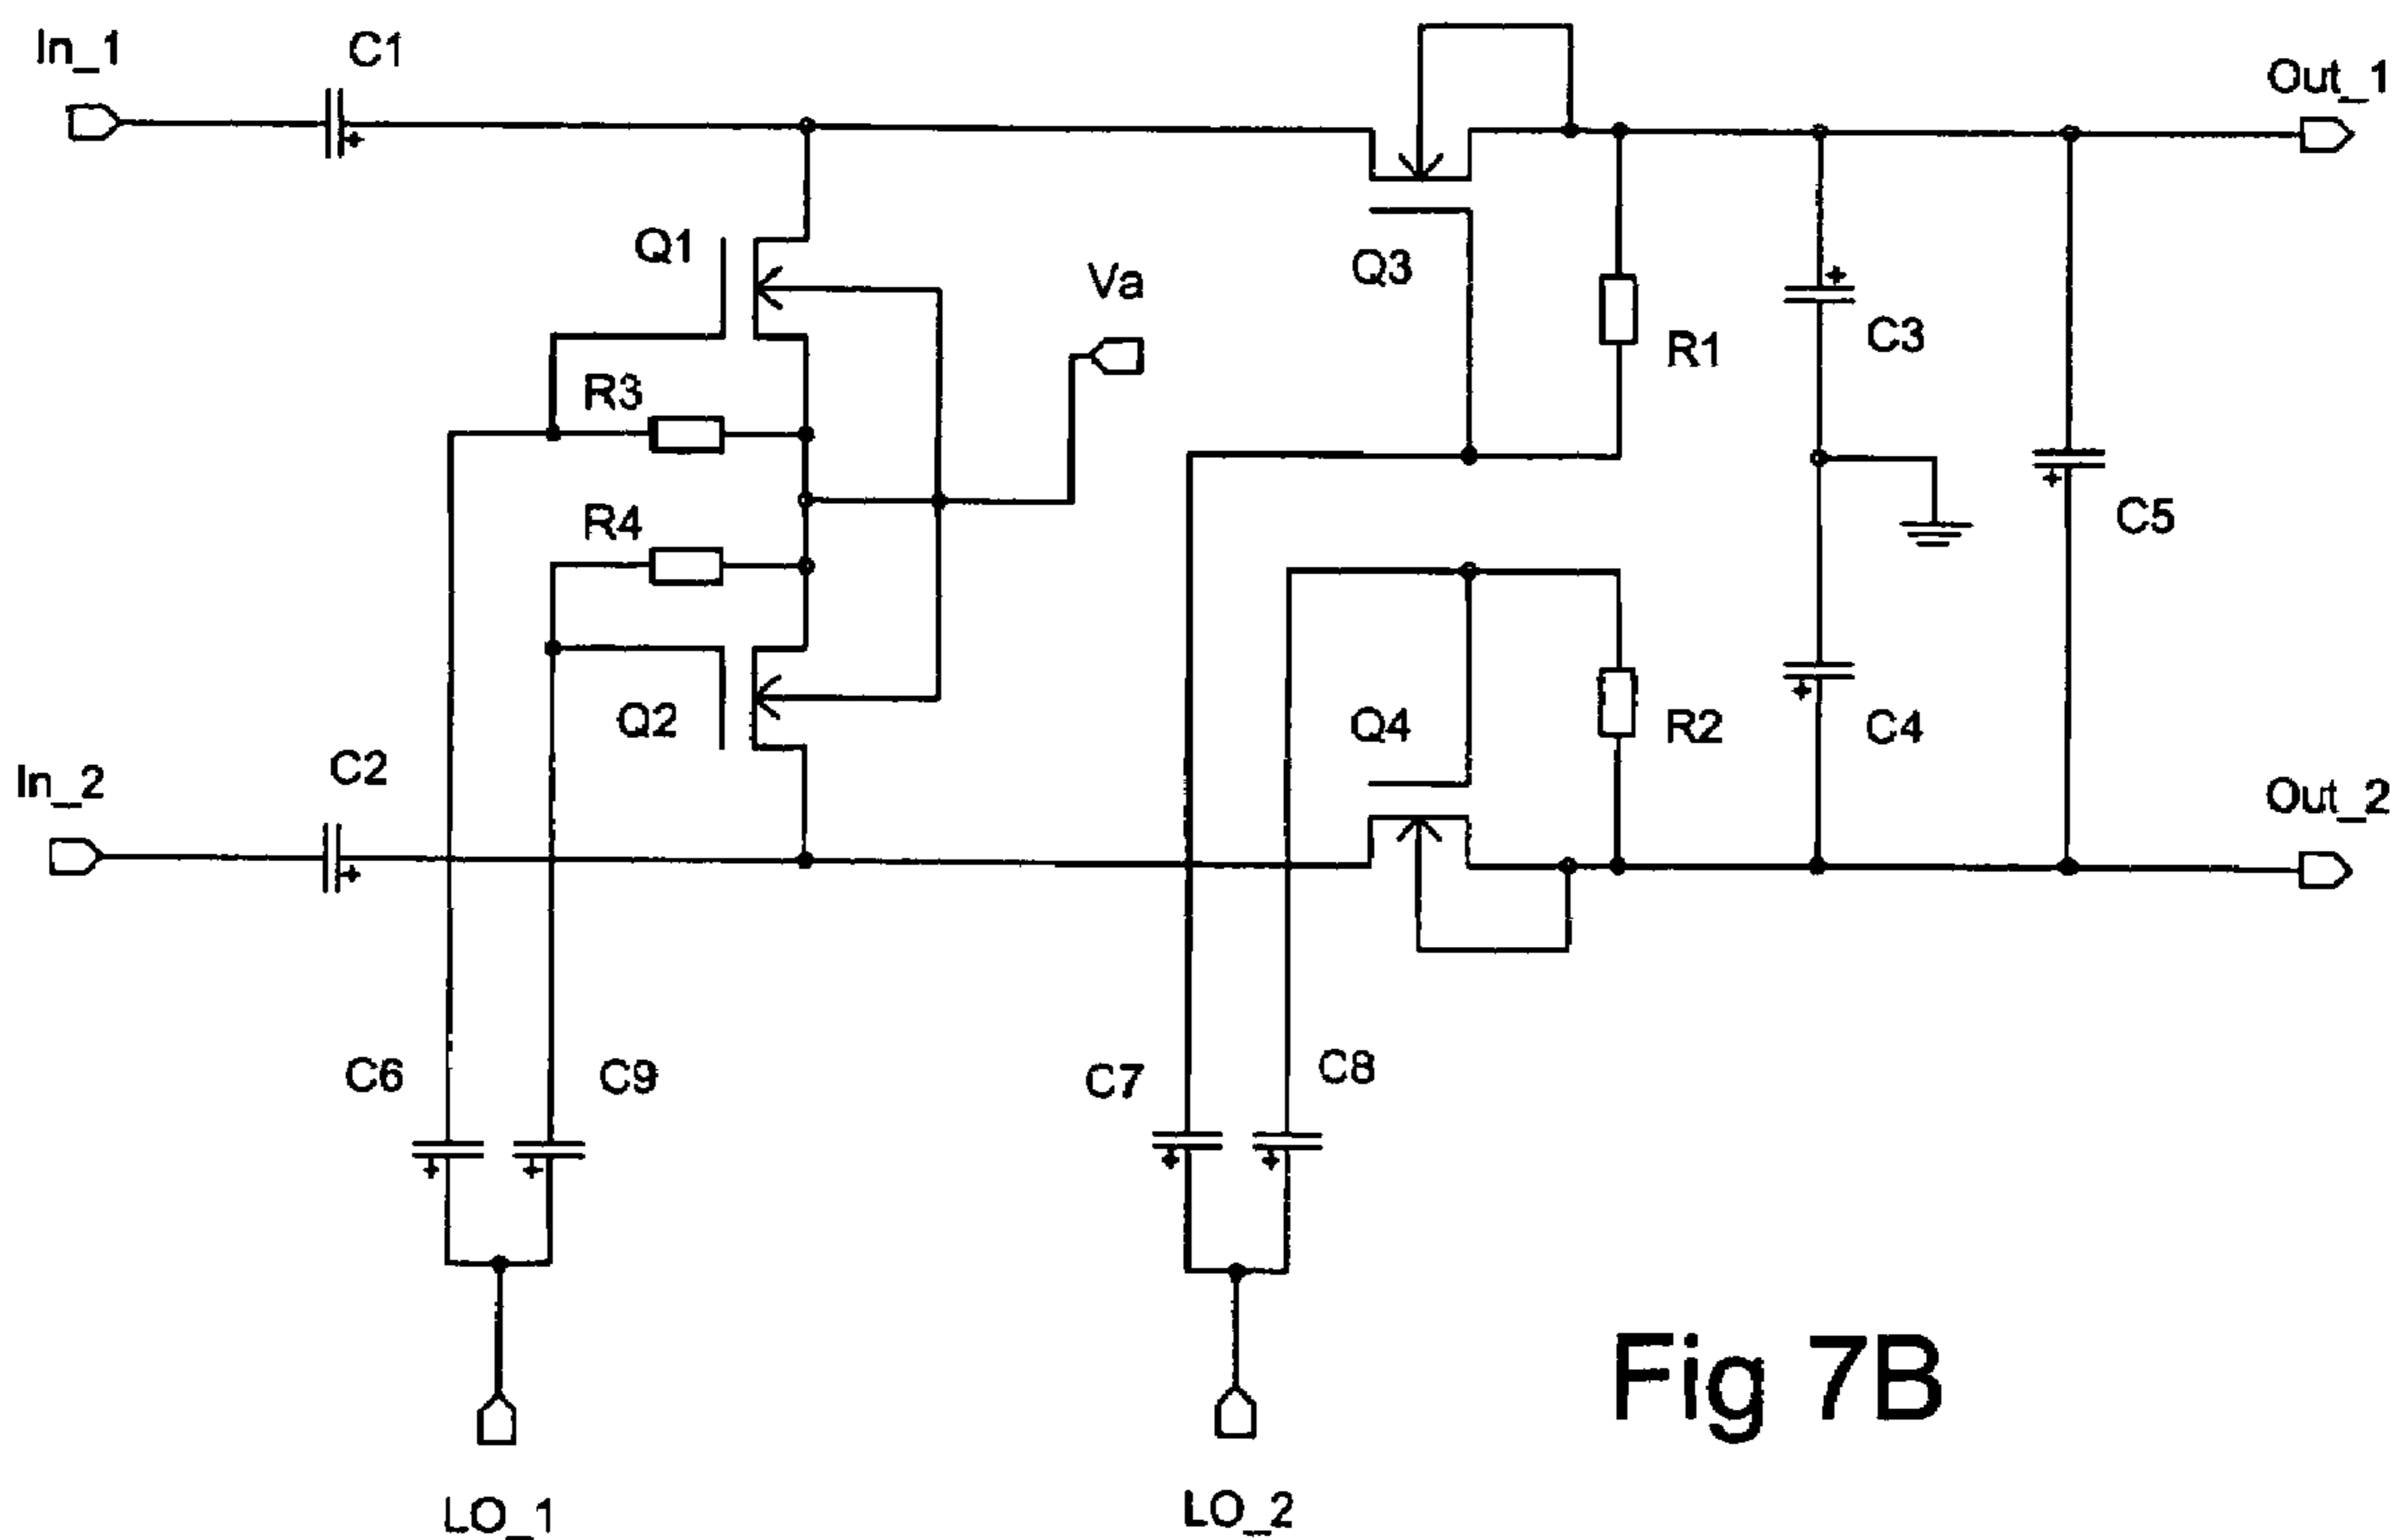 In_1
C1
Out_1
Q1
Va
Q3
R1
C3
R3
R4
C5
Q2
Q4
R2
C4
In_2
C2
Out_2
C6
C9
C7
C8
Fig 7B
LO_1
LO_2